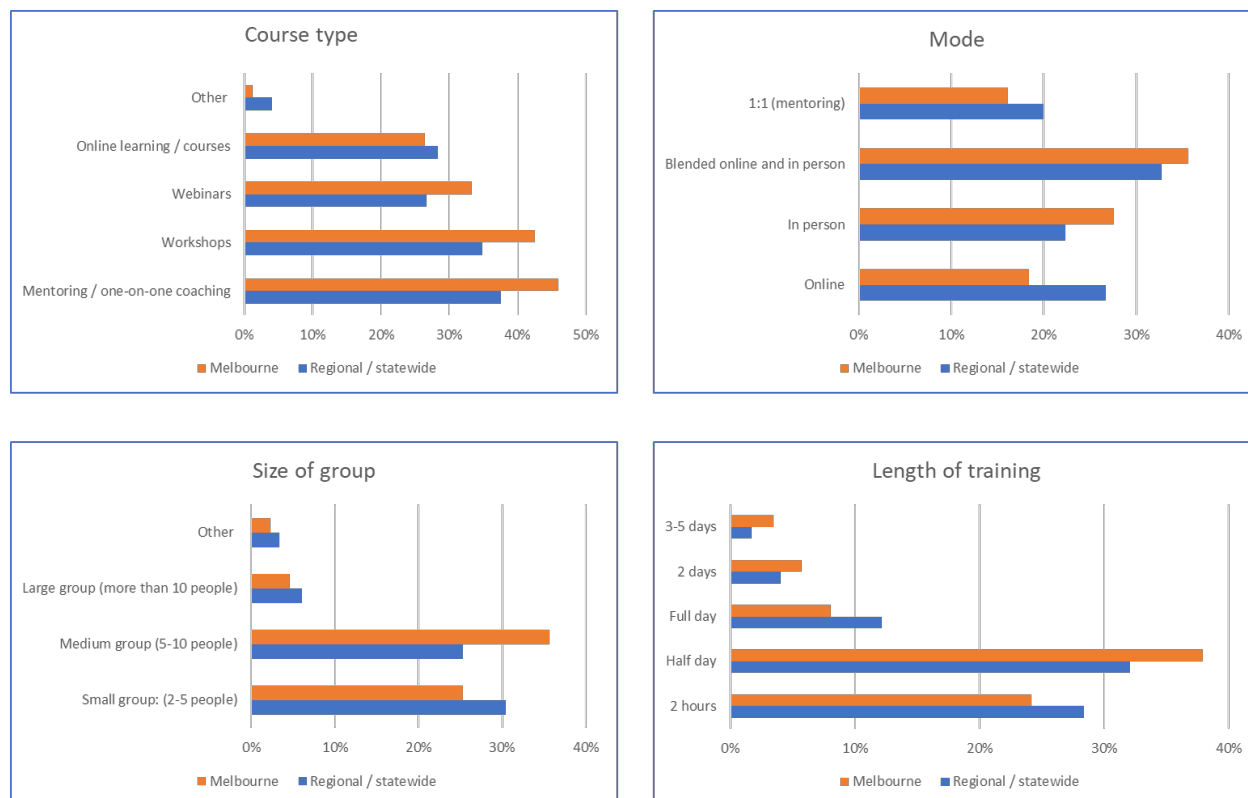 Course type
Other
Online learning / courses
Webinars
Workshops
Mentoring / one-on-one coaching
0% 10% 20% 30% 40% 50%
Melbourne Regional / statewide
Mode
1:1 (mentoring)
Blended online and in person
In person
Online
0% 10% 20% 30% 40%
Melbourne Regional / statewide
Size of group
Other
Large group (more than 10 people)
Medium group (5-10 people)
Small group: (2-5 people)
0% 10% 20% 30% 40%
Melbourne Regional / statewide
Length of training
3-5 days
2 days
Full day
Half day
2 hours
0% 10% 20% 30% 40%
Melbourne Regional / statewide